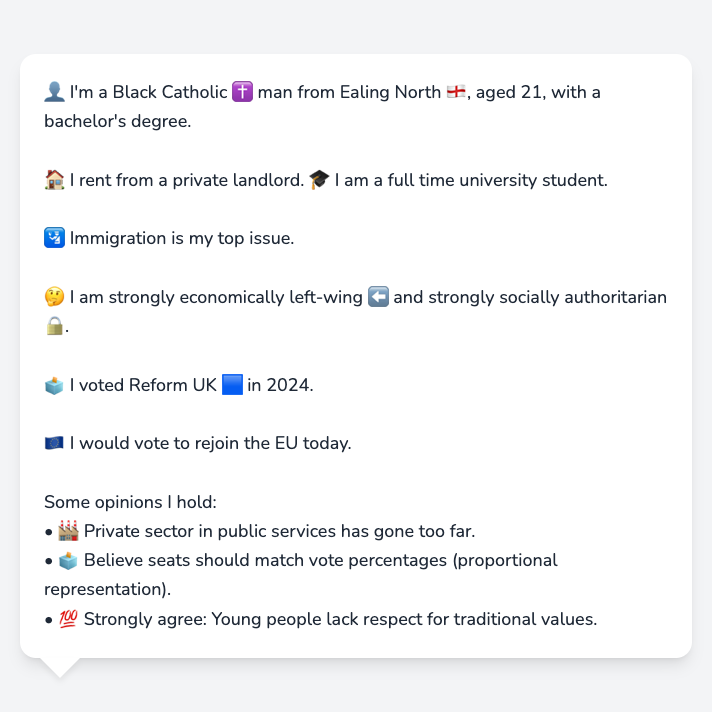 👤 I'm a Black Catholic ✝️ man from Ealing North 🏴󠁧󠁢󠁥󠁮󠁧󠁿, aged 21, with a
bachelor's degree.
🏠 I rent from a private landlord. 🎓 I am a full time university student.
🛂 Immigration is my top issue.
🤔 I am strongly economically left-wing ⬅️ and strongly socially authoritarian
🔒.
🗳️ I voted Reform UK 🟦 in 2024.
🇪🇺 I would vote to rejoin the EU today.
Some opinions I hold:
• 🏭 Private sector in public services has gone too far.
• 🗳️ Believe seats should match vote percentages (proportional
representation).
• 💯 Strongly agree: Young people lack respect for traditional values.